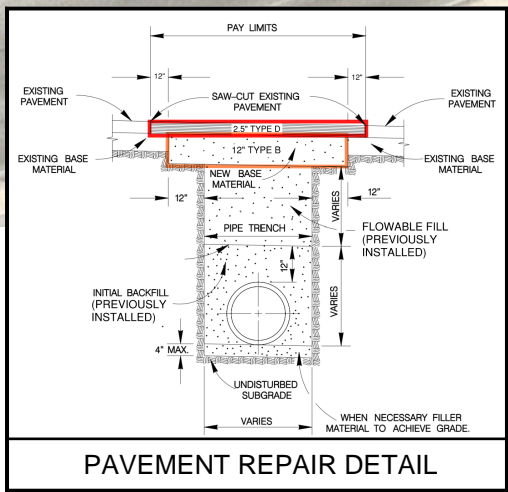 PAY LIMITS
12"
12"
EXISTING
PAVEMENT
SAW-CUT EXISTING
PAVEMENT
EXISTING
PAVEMENT
2.5" TYPE D
EXISTING BASE
MATERIAL
12" TYPE B
EXISTING BASE
MATERIAL
NEW BASE
MATERIAL
12"
12"
VARIES
PIPE TRENCH
FLOWABLE FILL
(PREVIOUSLY
INSTALLED)
12"
INITIAL BACKFILL
(PREVIOUSLY
INSTALLED)
VARIES
4" MAX.
UNDISTURBED
SUBGRADE
WHEN NECESSARY FILLER
MATERIAL TO ACHIEVE GRADE.
VARIES
PAVEMENT REPAIR DETAIL